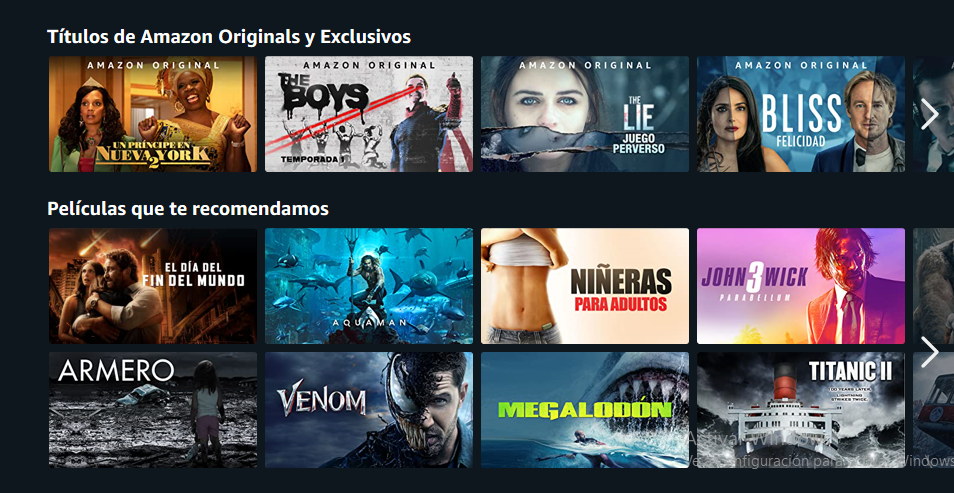 Títulos de Amazon Originals y Exclusivos
AMAZON ORIGINAL
UN PRÍNCIPE EN
NUEVA YORK
2
AMAZON ORIGINAL
THE
BOYS
TEMPORADA 1
AMAZON ORIGINAL
THE
LIE
JUEGO
PERVERSO
AMAZON ORIGINAL
BLISS
FELICIDAD
Películas que te recomendamos
EL DÍA DEL
FIN DEL MUNDO
AQUAMAN
NIÑERAS
PARA ADULTOS
JOHN 3 WICK
PARABELLUM
ARMERO
VENOM
MEGALODÓN
TITANIC II
100 YEARS LATER,
LIGHTNING
STRIKES TWICE.
Activar Windows
configuración para Windows